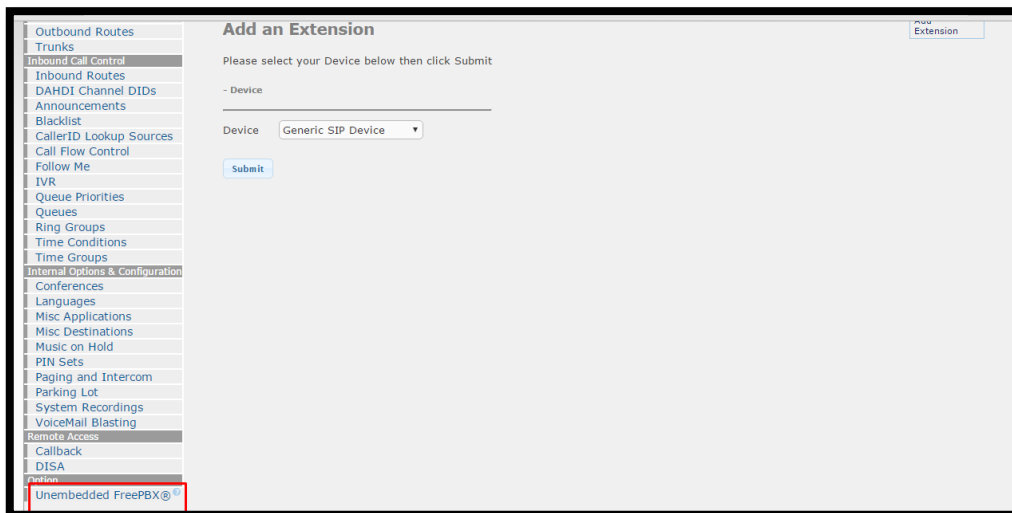 Outbound Routes
Trunks
Inbound Call Control
Inbound Routes
DAHDI Channel DIDs
Announcements
Blacklist
CallerID Lookup Sources
Call Flow Control
Follow Me
IVR
Queue Priorities
Queues
Ring Groups
Time Conditions
Time Groups
Internal Options & Configuration
Conferences
Languages
Misc Applications
Misc Destinations
Music on Hold
PIN Sets
Paging and Intercom
Parking Lot
System Recordings
VoiceMail Blasting
Remote Access
Callback
DISA
Option
Unembedded FreePBX® ?
Add an Extension
Please select your Device below then click Submit
- Device
Device Generic SIP Device
Submit
Add
Extension